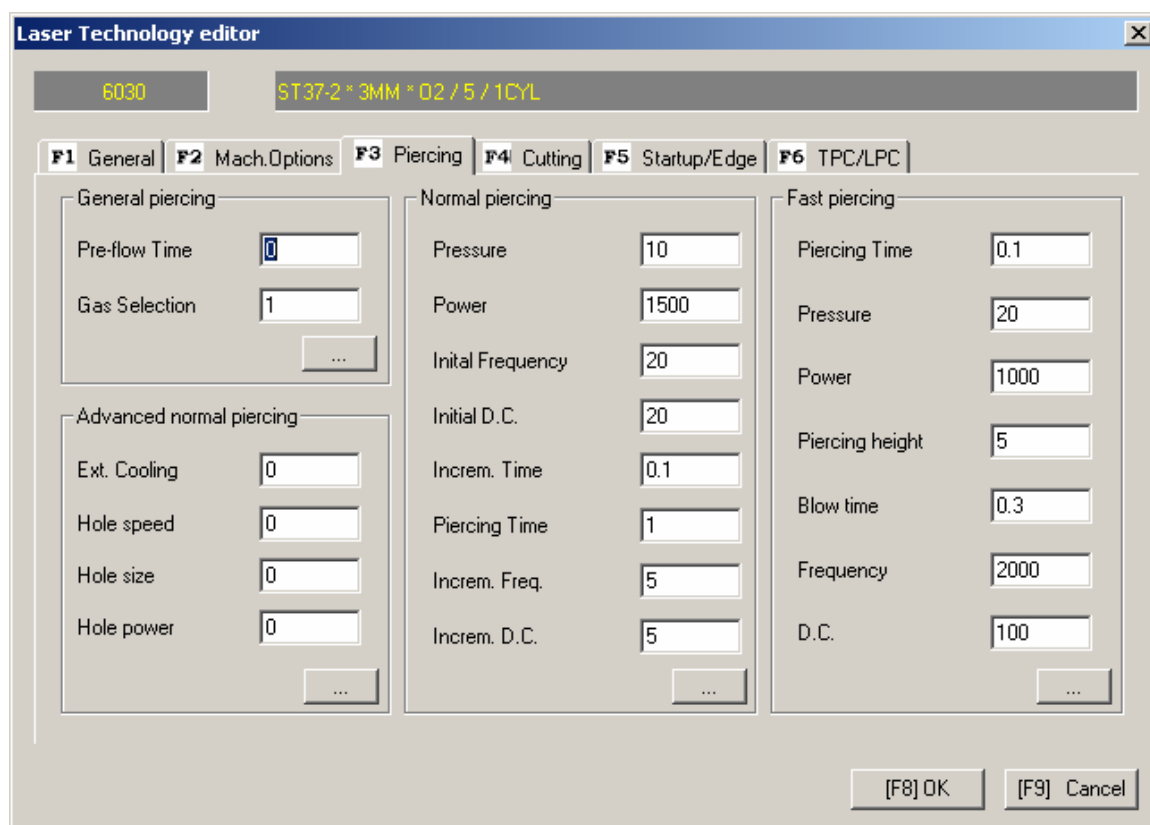 Laser Technology editor
6030
ST37-2 * 3MM * O2 / 5 / 1CYL
F1 General F2 Mach.Options F3 Piercing F4 Cutting F5 Startup/Edge F6 TPC/LPC
General piercing
Pre-flow Time 0
Gas Selection 1
...
Advanced normal piercing
Ext. Cooling 0
Hole speed 0
Hole size 0
Hole power 0
...
Normal piercing
Pressure 10
Power 1500
Inital Frequency 20
Initial D.C. 20
Increm. Time 0.1
Piercing Time 1
Increm. Freq. 5
Increm. D.C. 5
...
Fast piercing
Piercing Time 0.1
Pressure 20
Power 1000
Piercing height 5
Blow time 0.3
Frequency 2000
D.C. 100
...
[F8] OK
[F9] Cancel